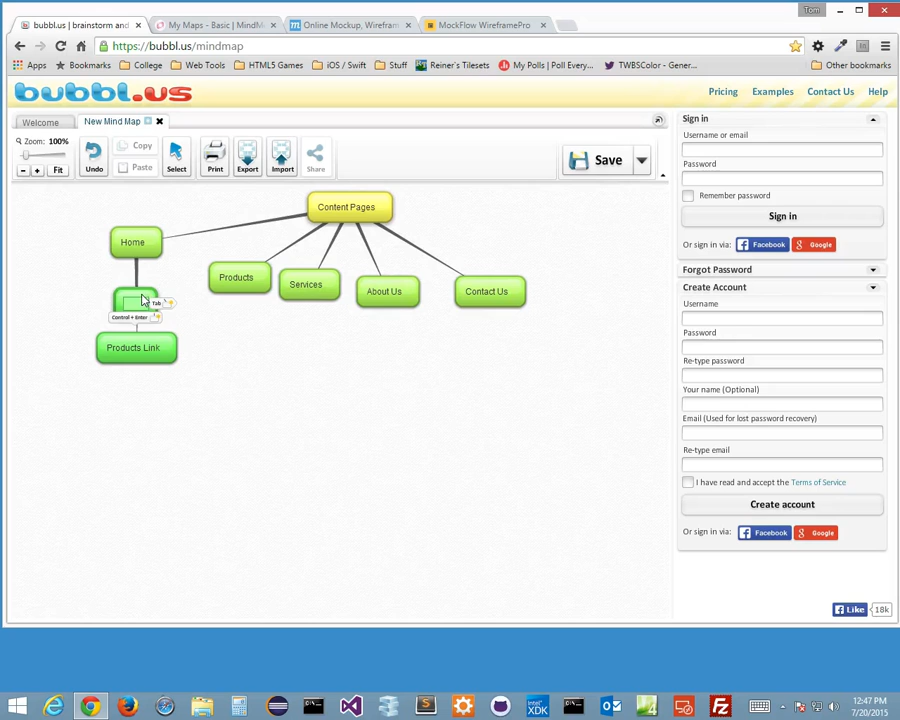 Tom
bubbl.us | brainstorm and
My Maps - Basic | MindM
Online Mockup, Wirefram
MockFlow WireframePro
https://bubbl.us/mindmap
Apps
Bookmarks
College
Web Tools
HTML5 Games
iOS / Swift
Stuff
Reiner's Tilesets
My Polls | Poll Every...
TWBSColor - Gener...
Other bookmarks
bubbl.us
Pricing
Examples
Contact Us
Help
Welcome
New Mind Map
Zoom: 100%
Fit
Undo
Copy
Paste
Select
Print
Export
Import
Share
Save
Content Pages
Home
Products
Services
About Us
Contact Us
Tab
Control + Enter
Products Link
Sign in
Username or email
Password
Remember password
Sign in
Or sign in via:
Facebook
Google
Forgot Password
Create Account
Username
Password
Re-type password
Your name (Optional)
Email (Used for lost password recovery)
Re-type email
I have read and accept the Terms of Service
Create account
Or sign in via:
Facebook
Google
Like
18k
12:47 PM
7/20/2015